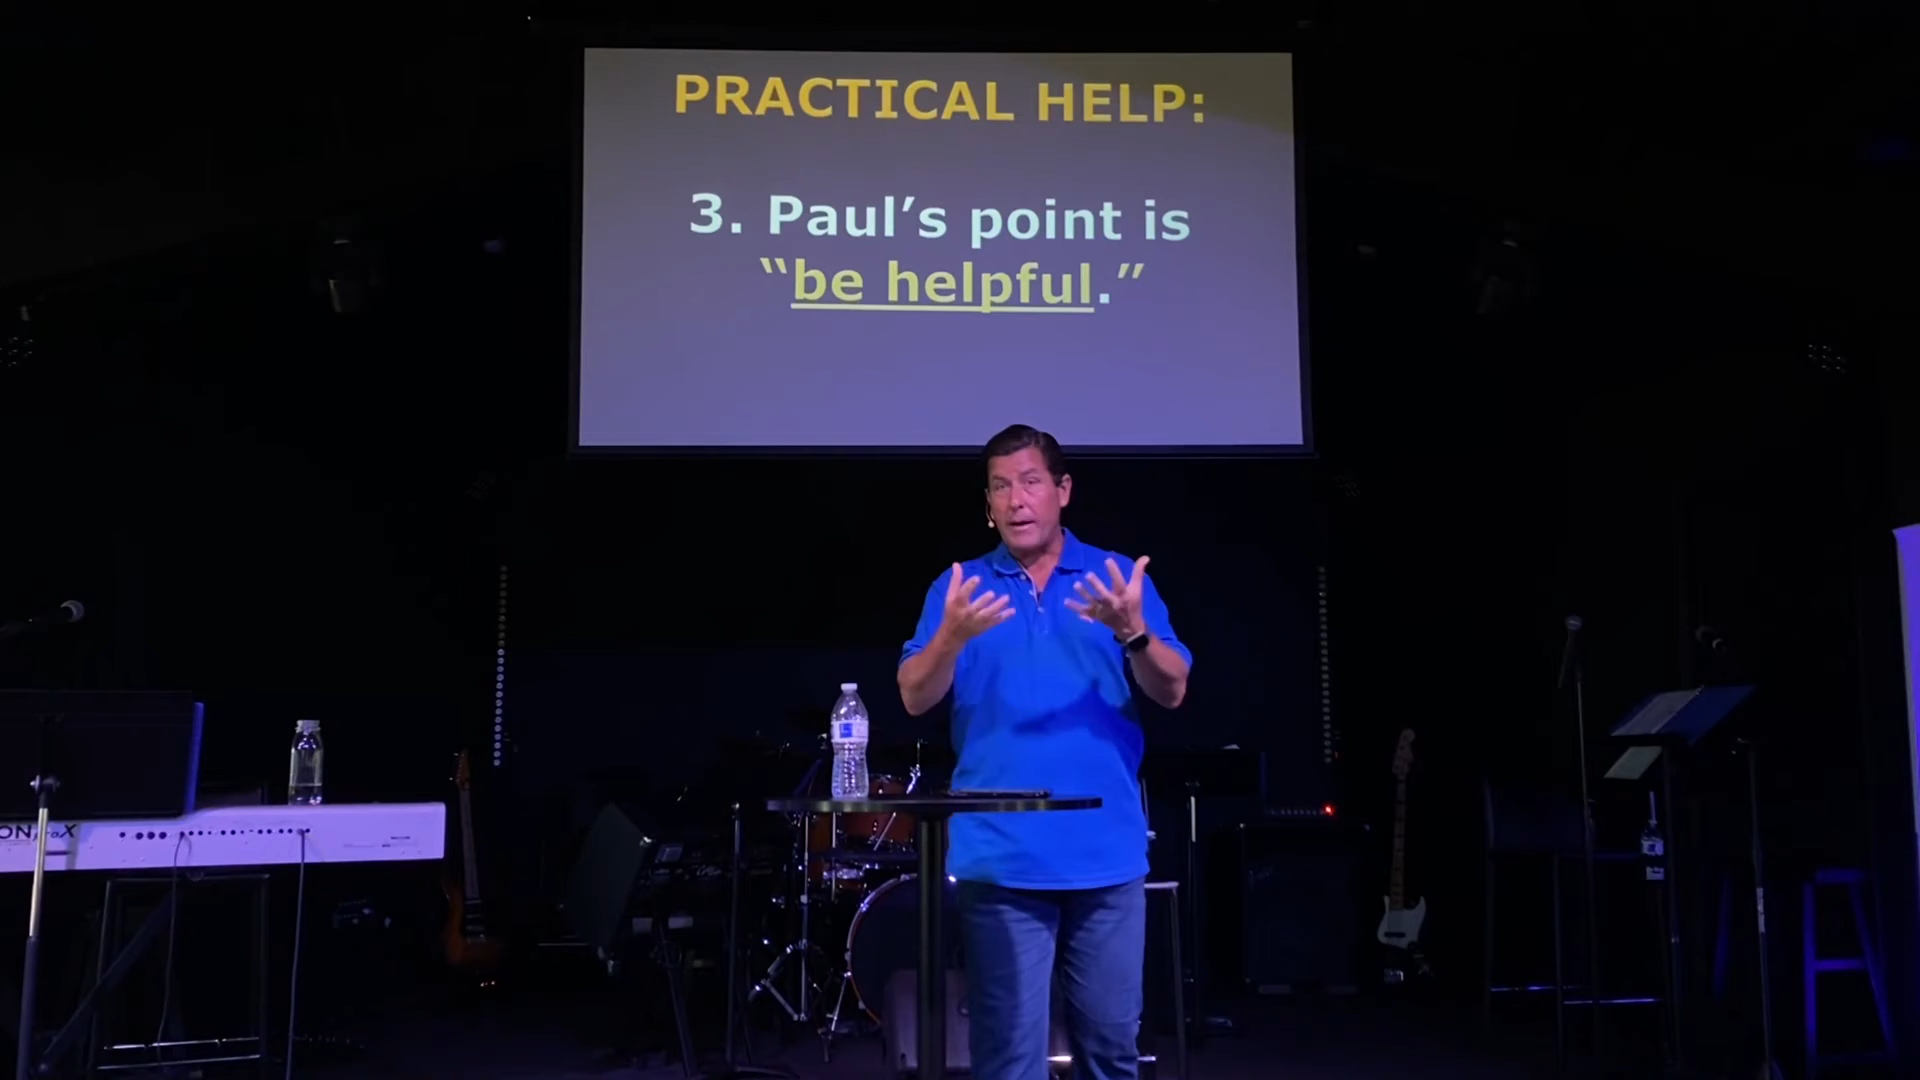 PRACTICAL HELP:
3. Paul’s point is
“be helpful.”